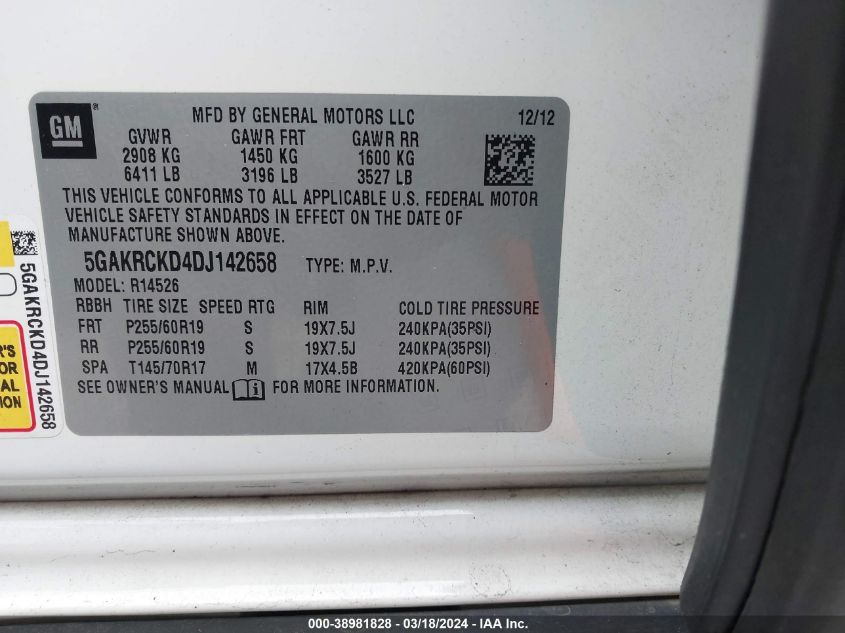 GM
MFD BY GENERAL MOTORS LLC 12/12
GVWR GAWR FRT GAWR RR
2908 KG 1450 KG 1600 KG
6411 LB 3196 LB 3527 LB
THIS VEHICLE CONFORMS TO ALL APPLICABLE U.S. FEDERAL MOTOR
VEHICLE SAFETY STANDARDS IN EFFECT ON THE DATE OF
MANUFACTURE SHOWN ABOVE.
5GAKRCKD4DJ142658 TYPE: M.P.V.
MODEL: R14526
RBBH TIRE SIZE SPEED RTG RIM COLD TIRE PRESSURE
FRT P255/60R19 S 19X7.5J 240KPA(35PSI)
RR P255/60R19 S 19X7.5J 240KPA(35PSI)
SPA T145/70R17 M 17X4.5B 420KPA(60PSI)
SEE OWNER'S MANUAL FOR MORE INFORMATION.
5GAKRCKD4DJ142658
000-38981828 - 03/18/2024 - IAA, Inc.